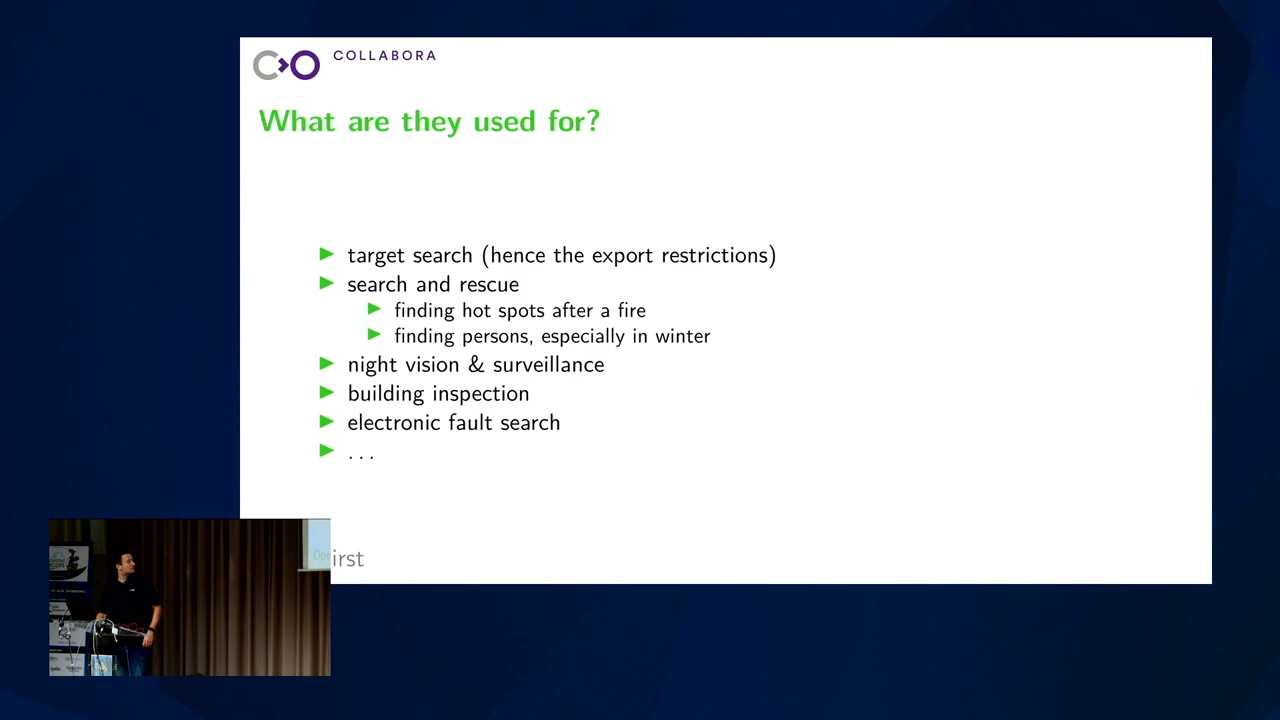 COLLABORA
What are they used for?
target search (hence the export restrictions)
search and rescue
finding hot spots after a fire
finding persons, especially in winter
night vision & surveillance
building inspection
electronic fault search
...
irst